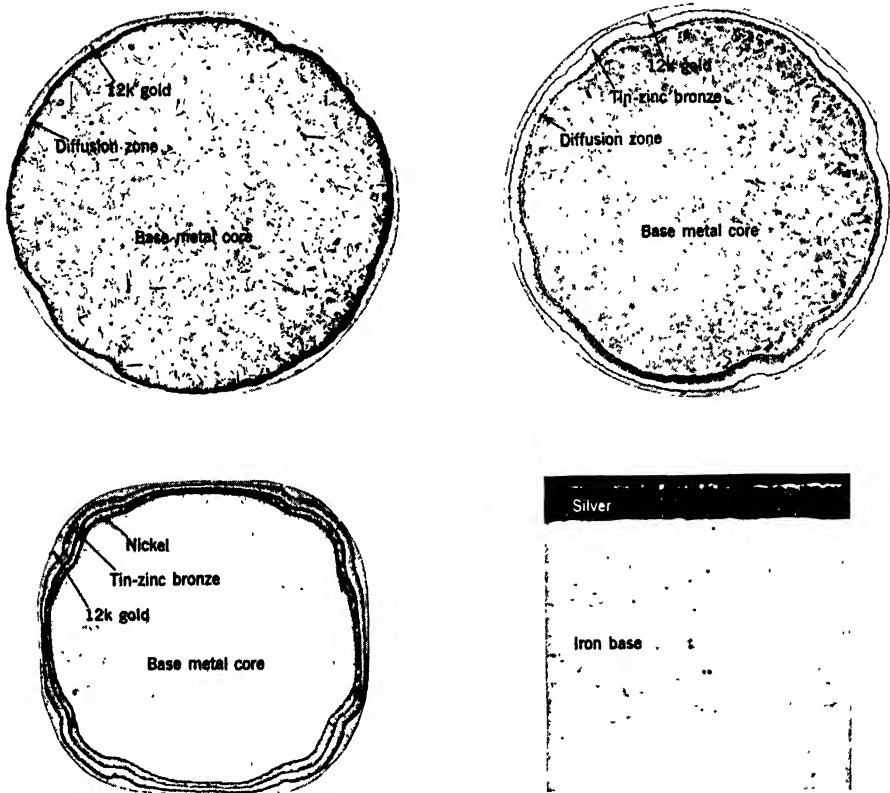 12k gold
Diffusion zone
Base metal core
12k gold
Tin-zinc bronze
Diffusion zone
Base metal core
Nickel
Tin-zinc bronze
12k gold
Base metal core
Silver
Iron base